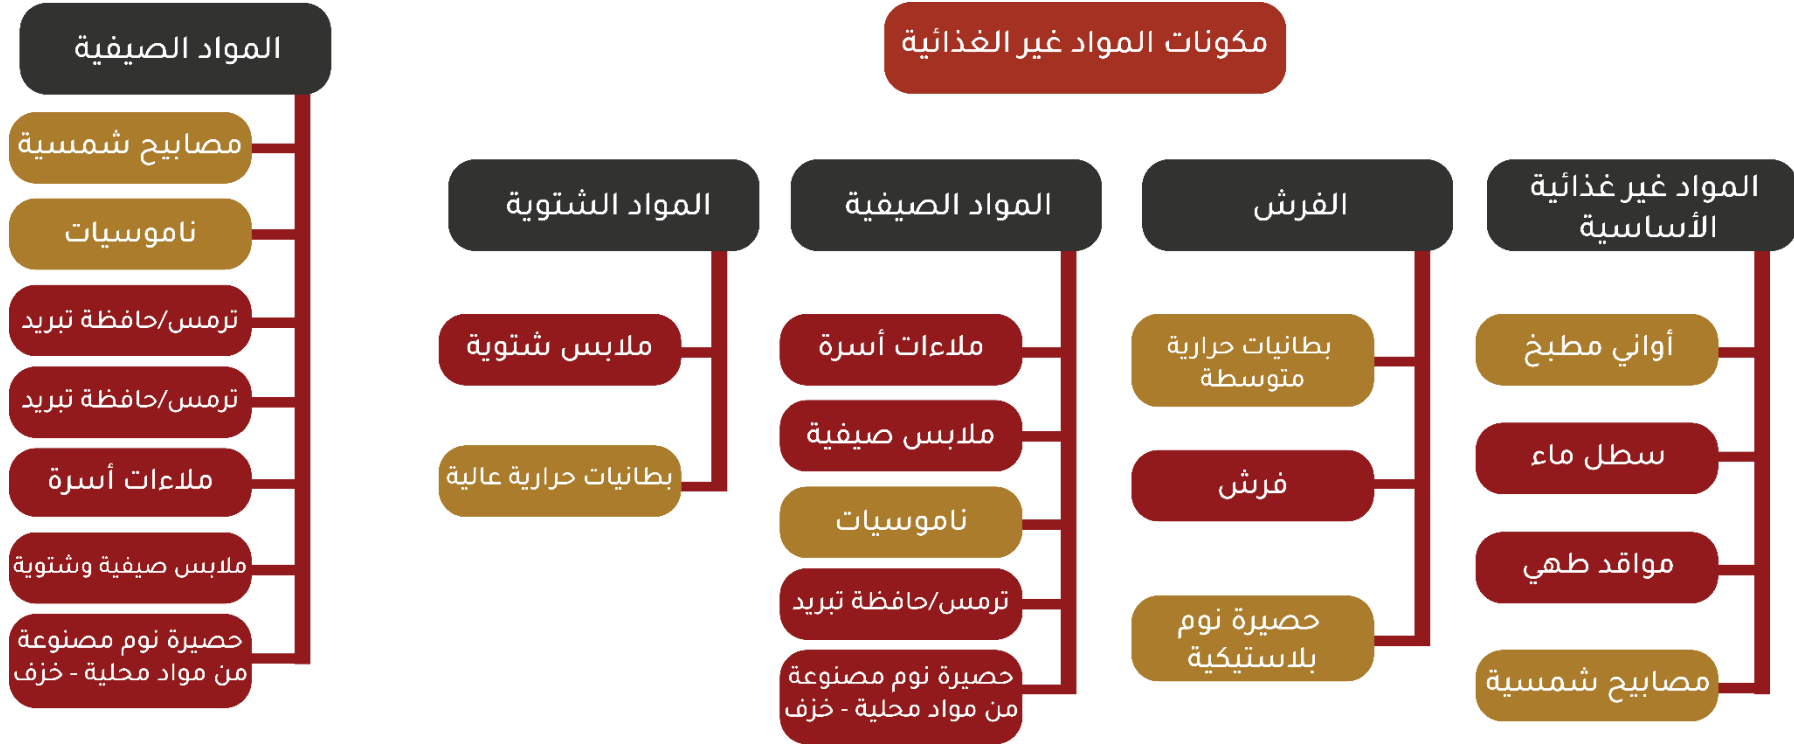 مكونات المواد غير الغذائية
المواد غير غذائية
الأساسية
أواني مطبخ
سطل ماء
مواقد طهي
مصابيح شمسية
الفرش
بطانيات حرارية
متوسطة
فرش
حصيرة نوم
بلاستيكية
المواد الصيفية
ملاءات أسرة
ملابس صيفية
ناموسيات
ترمس/حافظة تبريد
حصيرة نوم مصنوعة
من مواد محلية - خزف
المواد الشتوية
ملابس شتوية
بطانيات حرارية عالية
المواد الصيفية
مصابيح شمسية
ناموسيات
ترمس/حافظة تبريد
ترمس/حافظة تبريد
ملاءات أسرة
ملابس صيفية وشتوية
حصيرة نوم مصنوعة
من مواد محلية - خزف